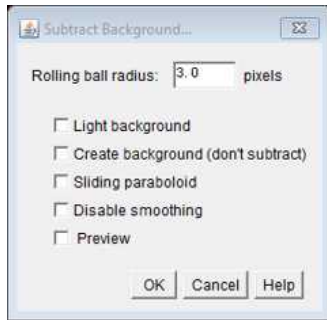 Subtract Background...
Rolling ball radius: 3.0 pixels
Light background
Create background (don't subtract)
Sliding paraboloid
Disable smoothing
Preview
OK Cancel Help